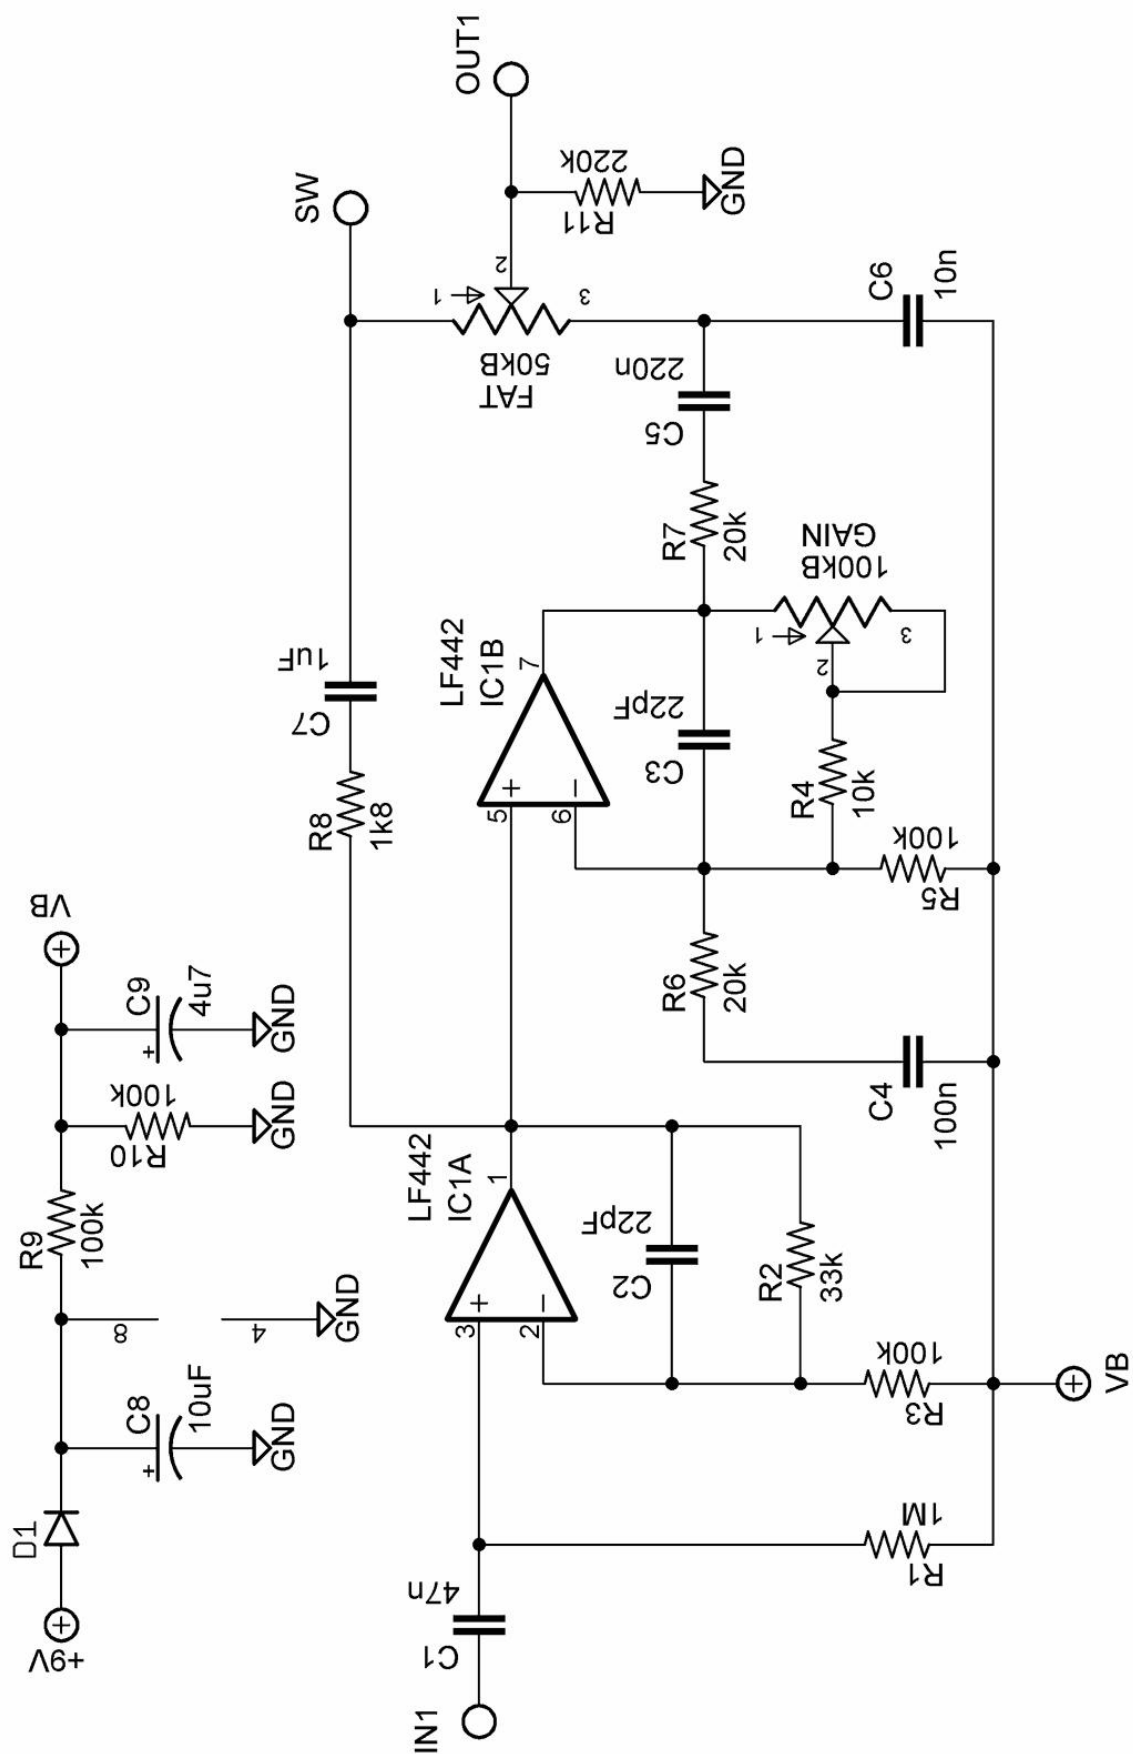 +9V
D1
C8
10uF
+
GND
8
4
GND
R9
100k
R10
100k
GND
C9
4u7
+
GND
VB
IN1
C1
47n
R1
1M
3
2
+
−
LF442
IC1A
1
C2
22pF
R2
33k
R3
100k
VB
R8
1k8
C7
1uF
SW
5
6
+
−
LF442
IC1B
7
R6
20k
C4
100n
C3
22pF
R4
10k
R5
100k
1
2
3
100kB
GAIN
R7
20k
C5
220n
1
2
3
50kB
FAT
C6
10n
OUT1
R11
220k
GND